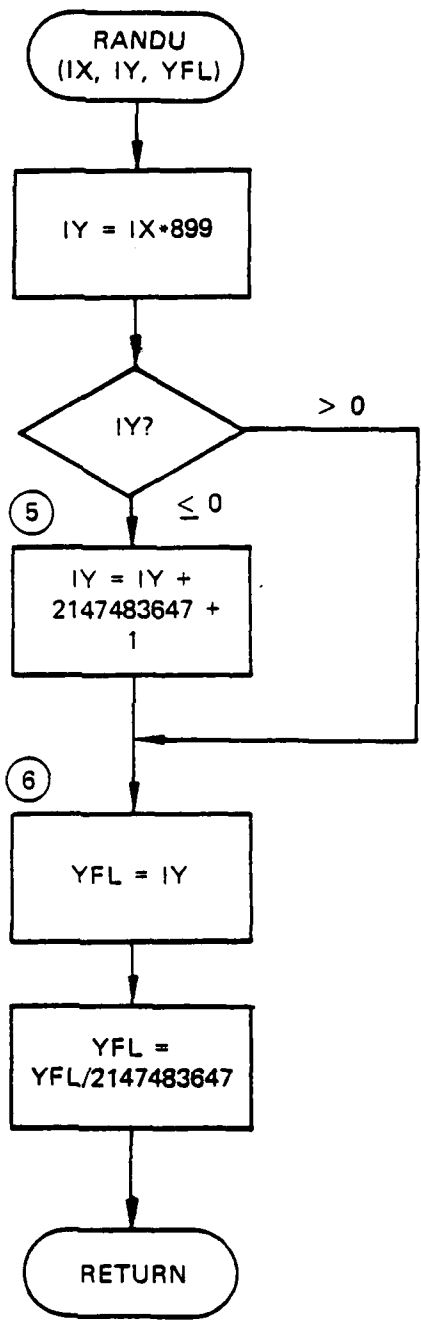 RANDU
(IX, IY, YFL)
IY = IX*899
IY?
> 0
≤ 0
5
IY = IY +
2147483647 +
1
6
YFL = IY
YFL =
YFL/2147483647
RETURN